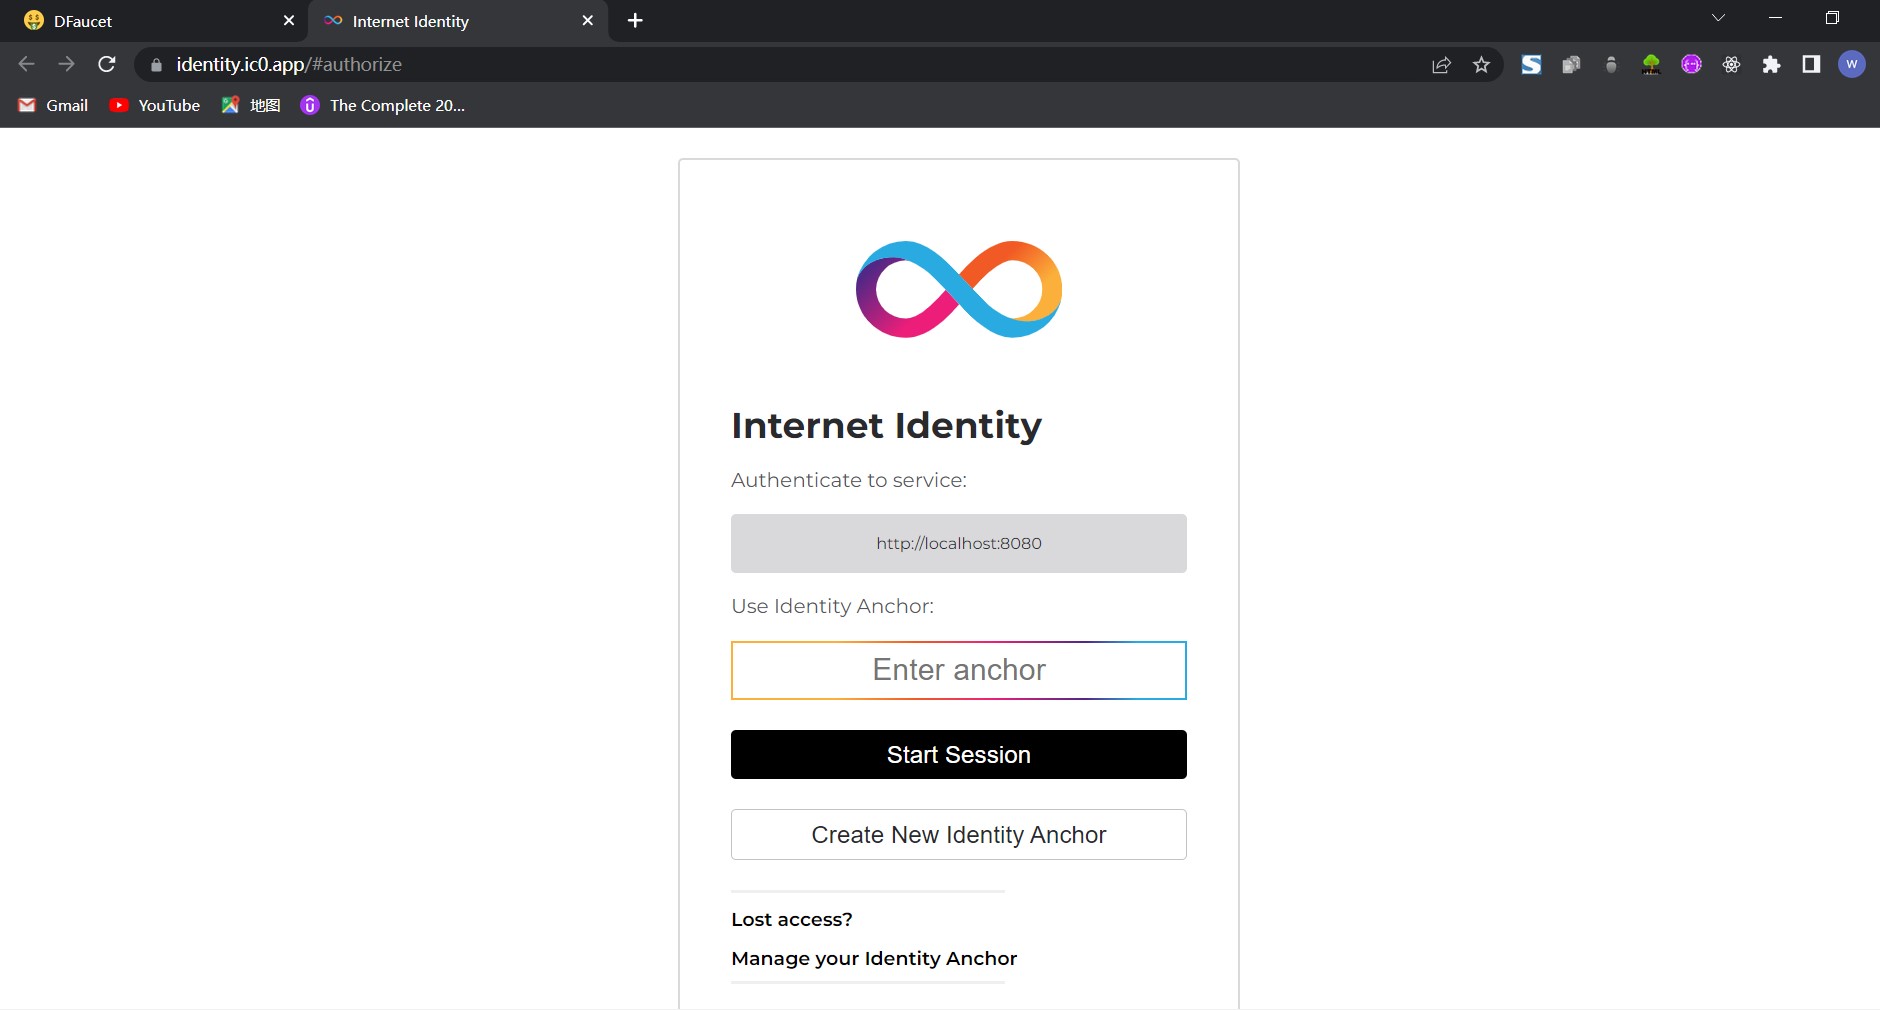 DFaucet
Internet Identity
identity.ic0.app/#authorize
W
Gmail
YouTube
地图
The Complete 20...
Internet Identity
Authenticate to service:
http://localhost:8080
Use Identity Anchor:
Enter anchor
Start Session
Create New Identity Anchor
Lost access?
Manage your Identity Anchor